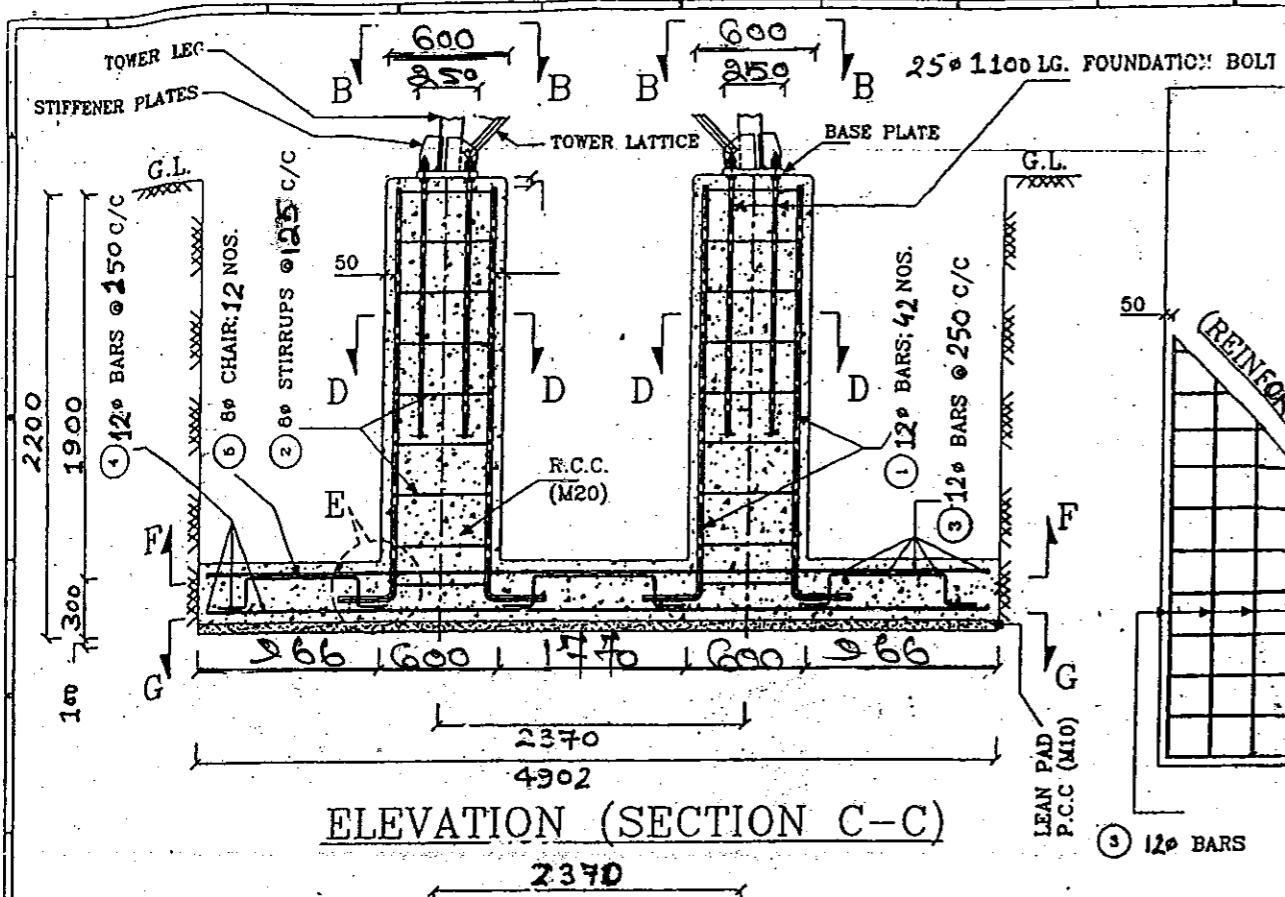 600
250
B
B
600
250
B
B
25ø 1100 LG. FOUNDATION BOLT
TOWER LEG
STIFFENER PLATES
TOWER LATTICE
BASE PLATE
G.L.
G.L.
50
50
2200
1900
300
100
4 12ø BARS @150 C/C
5 8ø CHAIR; 12 NOS.
2 8ø STIRRUPS @125 C/C
1 12ø BARS; 42 NOS.
3 12ø BARS @250 C/C
D
D
D
D
R.C.C.
(M20)
E
F
F
G
G
966
600
1770
600
966
2370
4902
LEAN PAD
P.C.C (M10)
ELEVATION (SECTION C-C)
2370
3 12ø BARS